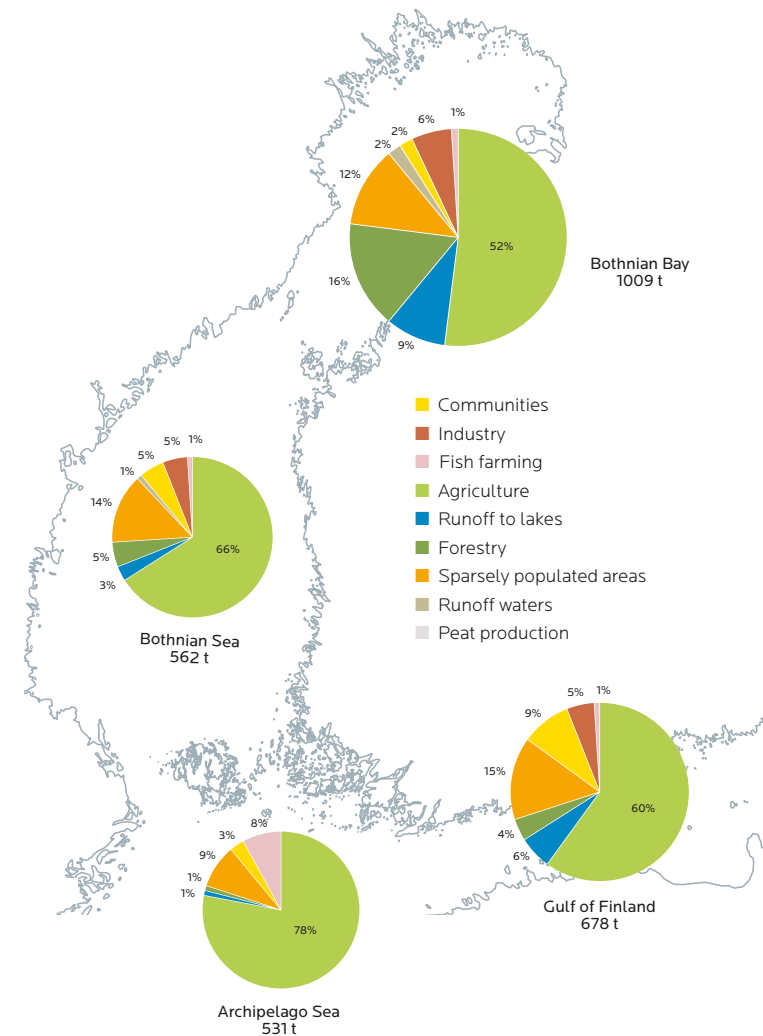 1%
6%
2%
2%
12%
52%
16%
9%
Bothnian Bay
1009 t
Communities
Industry
Fish farming
Agriculture
Runoff to lakes
Forestry
Sparsely populated areas
Runoff waters
Peat production
5%
1%
5%
1%
14%
66%
5%
3%
Bothnian Sea
562 t
5%
1%
9%
15%
60%
4%
6%
Gulf of Finland
678 t
8%
3%
9%
1%
1%
78%
Archipelago Sea
531 t